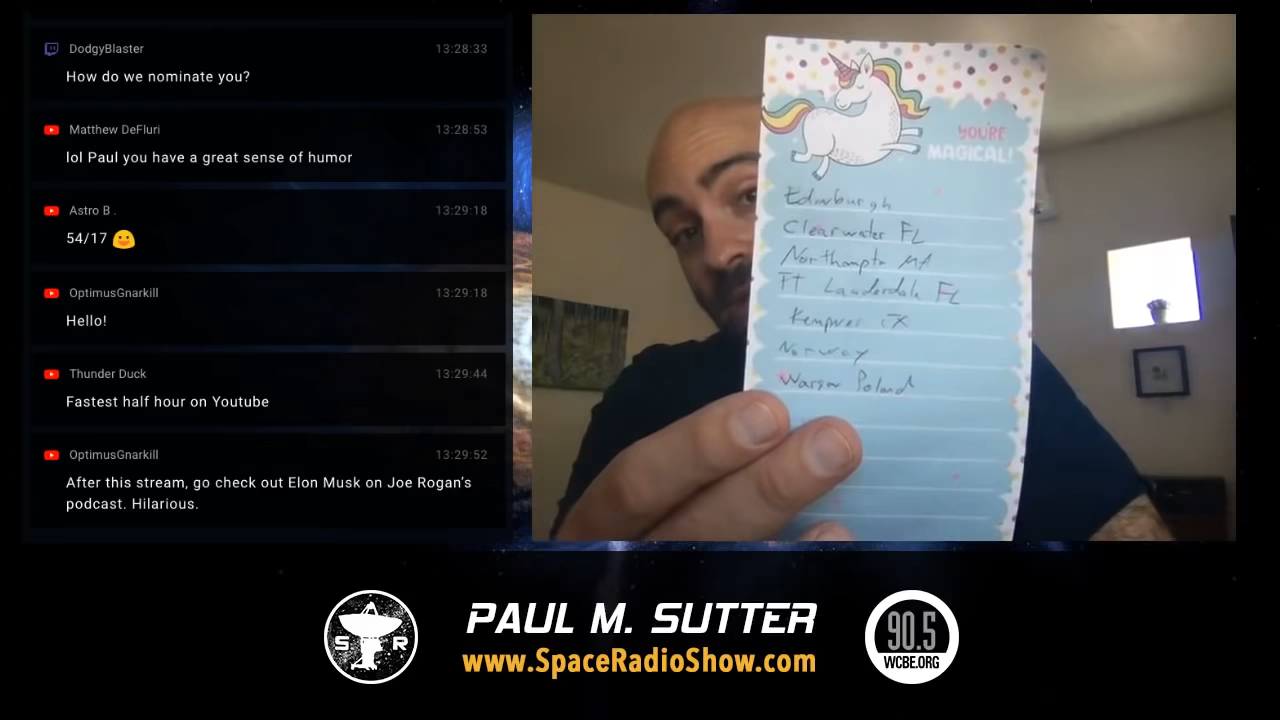 DodgyBlaster 13:28:33
How do we nominate you?
Matthew DeFluri 13:28:53
lol Paul you have a great sense of humor
Astro B . 13:29:18
54/17
OptimusGnarkill 13:29:18
Hello!
Thunder Duck 13:29:44
Fastest half hour on Youtube
OptimusGnarkill 13:29:52
After this stream, go check out Elon Musk on Joe Rogan's
podcast. Hilarious.
YOU'RE
MAGICAL!
Edinburgh
Clearwater FL
Northampton MA
FT Lauderdale FL
TX
Norway
Warsaw Poland
S R
PAUL M. SUTTER
www.SpaceRadioShow.com
90.5
WCBE.ORG